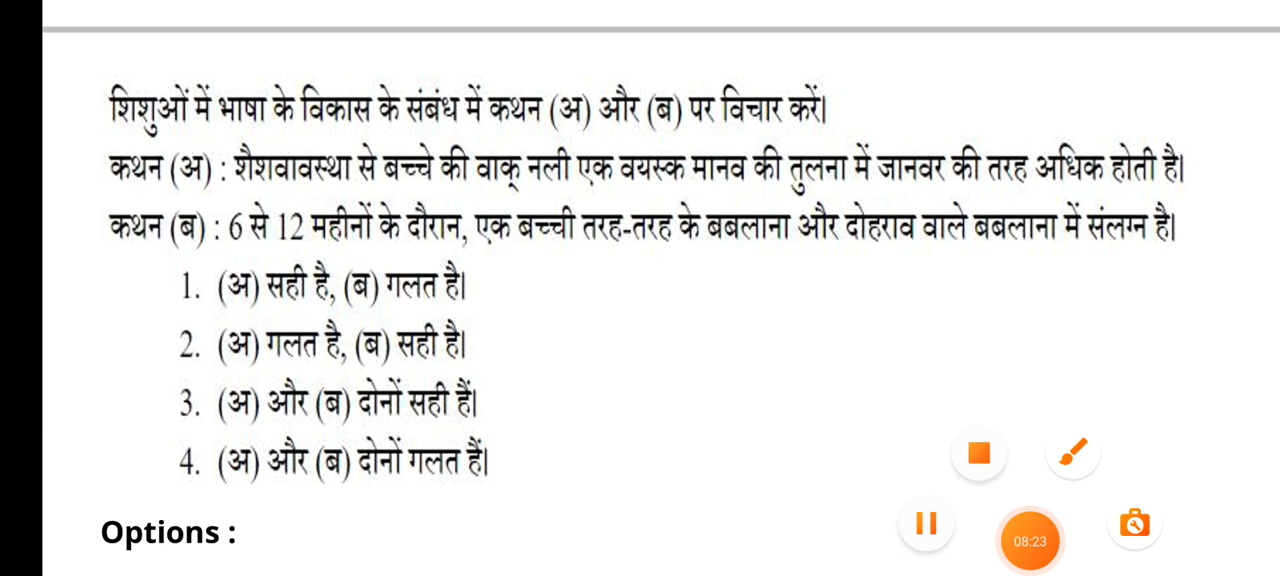 शिशुओं में भाषा के विकास के संबंध में कथन (अ) और (ब) पर विचार करें।
कथन (अ) : शैशवावस्था से बच्चे की वाक् नली एक वयस्क मानव की तुलना में जानवर की तरह अधिक होती है।
कथन (ब) : 6 से 12 महीनों के दौरान, एक बच्ची तरह-तरह के बबलाना और दोहराव वाले बबलाना में संलग्न है।
1. (अ) सही है, (ब) गलत है।
2. (अ) गलत है, (ब) सही है।
3. (अ) और (ब) दोनों सही हैं।
4. (अ) और (ब) दोनों गलत हैं।
Options :
08:23